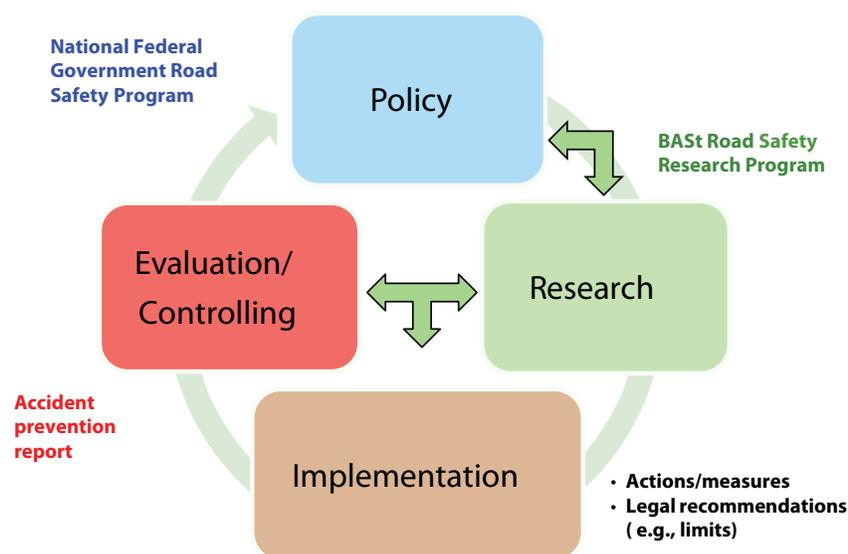 National Federal
Government Road
Safety Program
Policy
BASt Road Safety
Research Program
Evaluation/
Controlling
Research
Accident
prevention
report
Implementation
• Actions/measures
• Legal recommendations
( e.g., limits)